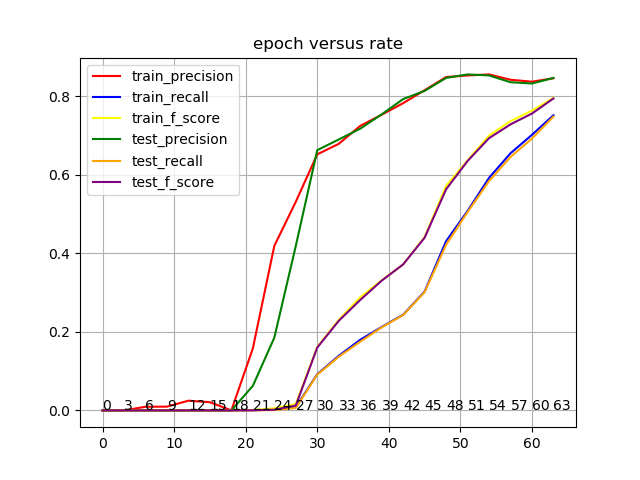 epoch versus rate
train_precision
train_recall
train_f_score
test_precision
test_recall
test_f_score
0.8
0.6
0.4
0.2
0.0
0 3 6 9 12 15 18 21 24 27 30 33 36 39 42 45 48 51 54 57 60 63
0 10 20 30 40 50 60